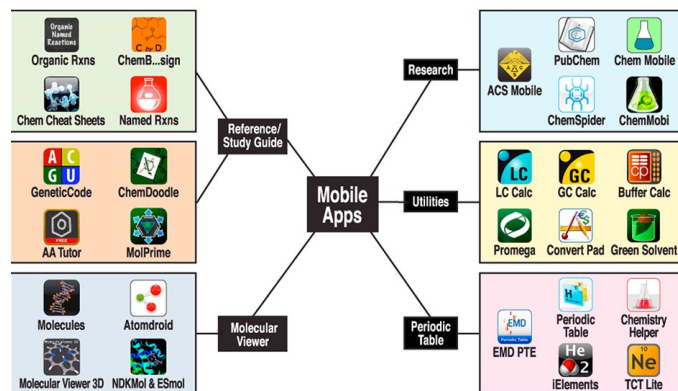 Organic
Named
Reactions
Organic Rxns
C by D
ChemB...sign
Chem Cheat Sheets
Named Rxns
Reference/
Study Guide
A C
G U
GeneticCode
ChemDoodle
FREE
AA Tutor
MolPrime
Molecules
Atomdroid
Molecular Viewer 3D
NDKMol & ESmol
Molecular
Viewer
Mobile
Apps
Research
ACS Mobile
PubChem
Chem Mobile
ChemSpider
ChemMobi
Utilities
LC
LC Calc
GC
GC Calc
cp
Buffer Calc
Promega
Convert Pad
Green Solvent
Periodic
Table
EMD
Periodic Table
EMD PTE
H
Periodic
Table
Chemistry
Helper
He
2
iElements
10
Ne
TCT Lite